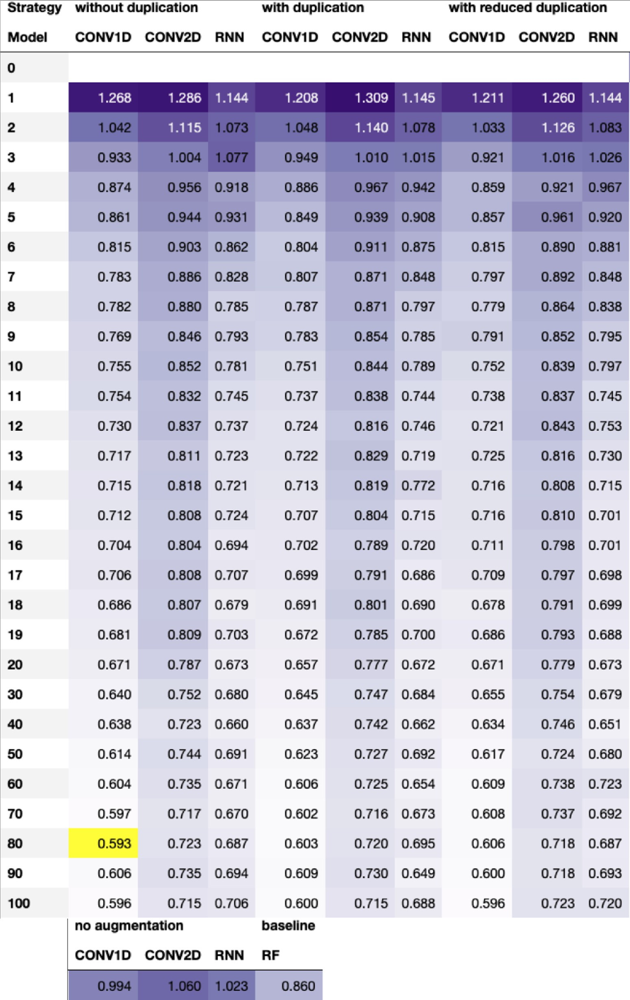 Strategy without duplication with duplication with reduced duplication
Model CONV1D CONV2D RNN CONV1D CONV2D RNN CONV1D CONV2D RNN
0
1 1.268 1.286 1.144 1.208 1.309 1.145 1.211 1.260 1.144
2 1.042 1.115 1.073 1.048 1.140 1.078 1.033 1.126 1.083
3 0.933 1.004 1.077 0.949 1.010 1.015 0.921 1.016 1.026
4 0.874 0.956 0.918 0.886 0.967 0.942 0.859 0.921 0.967
5 0.861 0.944 0.931 0.849 0.939 0.908 0.857 0.961 0.920
6 0.815 0.903 0.862 0.804 0.911 0.875 0.815 0.890 0.881
7 0.783 0.886 0.828 0.807 0.871 0.848 0.797 0.892 0.848
8 0.782 0.880 0.785 0.787 0.871 0.797 0.779 0.864 0.838
9 0.769 0.846 0.793 0.783 0.854 0.785 0.791 0.852 0.795
10 0.755 0.852 0.781 0.751 0.844 0.789 0.752 0.839 0.797
11 0.754 0.832 0.745 0.737 0.838 0.744 0.738 0.837 0.745
12 0.730 0.837 0.737 0.724 0.816 0.746 0.721 0.843 0.753
13 0.717 0.811 0.723 0.722 0.829 0.719 0.725 0.816 0.730
14 0.715 0.818 0.721 0.713 0.819 0.772 0.716 0.808 0.715
15 0.712 0.808 0.724 0.707 0.804 0.715 0.716 0.810 0.701
16 0.704 0.804 0.694 0.702 0.789 0.720 0.711 0.798 0.701
17 0.706 0.808 0.707 0.699 0.791 0.686 0.709 0.797 0.698
18 0.686 0.807 0.679 0.691 0.801 0.690 0.678 0.791 0.699
19 0.681 0.809 0.703 0.672 0.785 0.700 0.686 0.793 0.688
20 0.671 0.787 0.673 0.657 0.777 0.672 0.671 0.779 0.673
30 0.640 0.752 0.680 0.645 0.747 0.684 0.655 0.754 0.679
40 0.638 0.723 0.660 0.637 0.742 0.662 0.634 0.746 0.651
50 0.614 0.744 0.691 0.623 0.727 0.692 0.617 0.724 0.680
60 0.604 0.735 0.671 0.606 0.725 0.654 0.609 0.738 0.723
70 0.597 0.717 0.670 0.602 0.716 0.673 0.608 0.737 0.692
80 0.593 0.723 0.687 0.603 0.720 0.695 0.606 0.718 0.687
90 0.606 0.735 0.694 0.609 0.730 0.649 0.600 0.718 0.693
100 0.596 0.715 0.706 0.600 0.715 0.688 0.596 0.723 0.720
no augmentation baseline
CONV1D CONV2D RNN RF
0.994 1.060 1.023 0.860